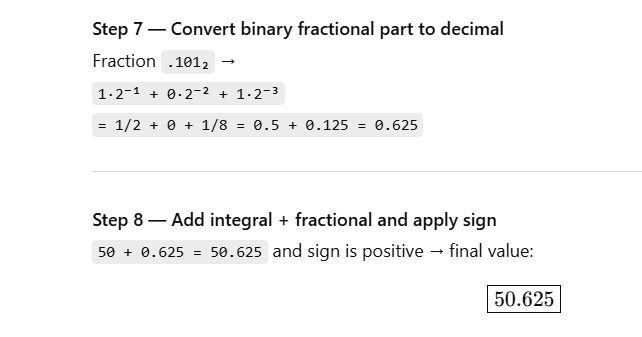 Step 7 — Convert binary fractional part to decimal
Fraction .101₂ →
1·2⁻¹ + 0·2⁻² + 1·2⁻³
= 1/2 + 0 + 1/8 = 0.5 + 0.125 = 0.625
Step 8 — Add integral + fractional and apply sign
50 + 0.625 = 50.625 and sign is positive → final value:
50.625